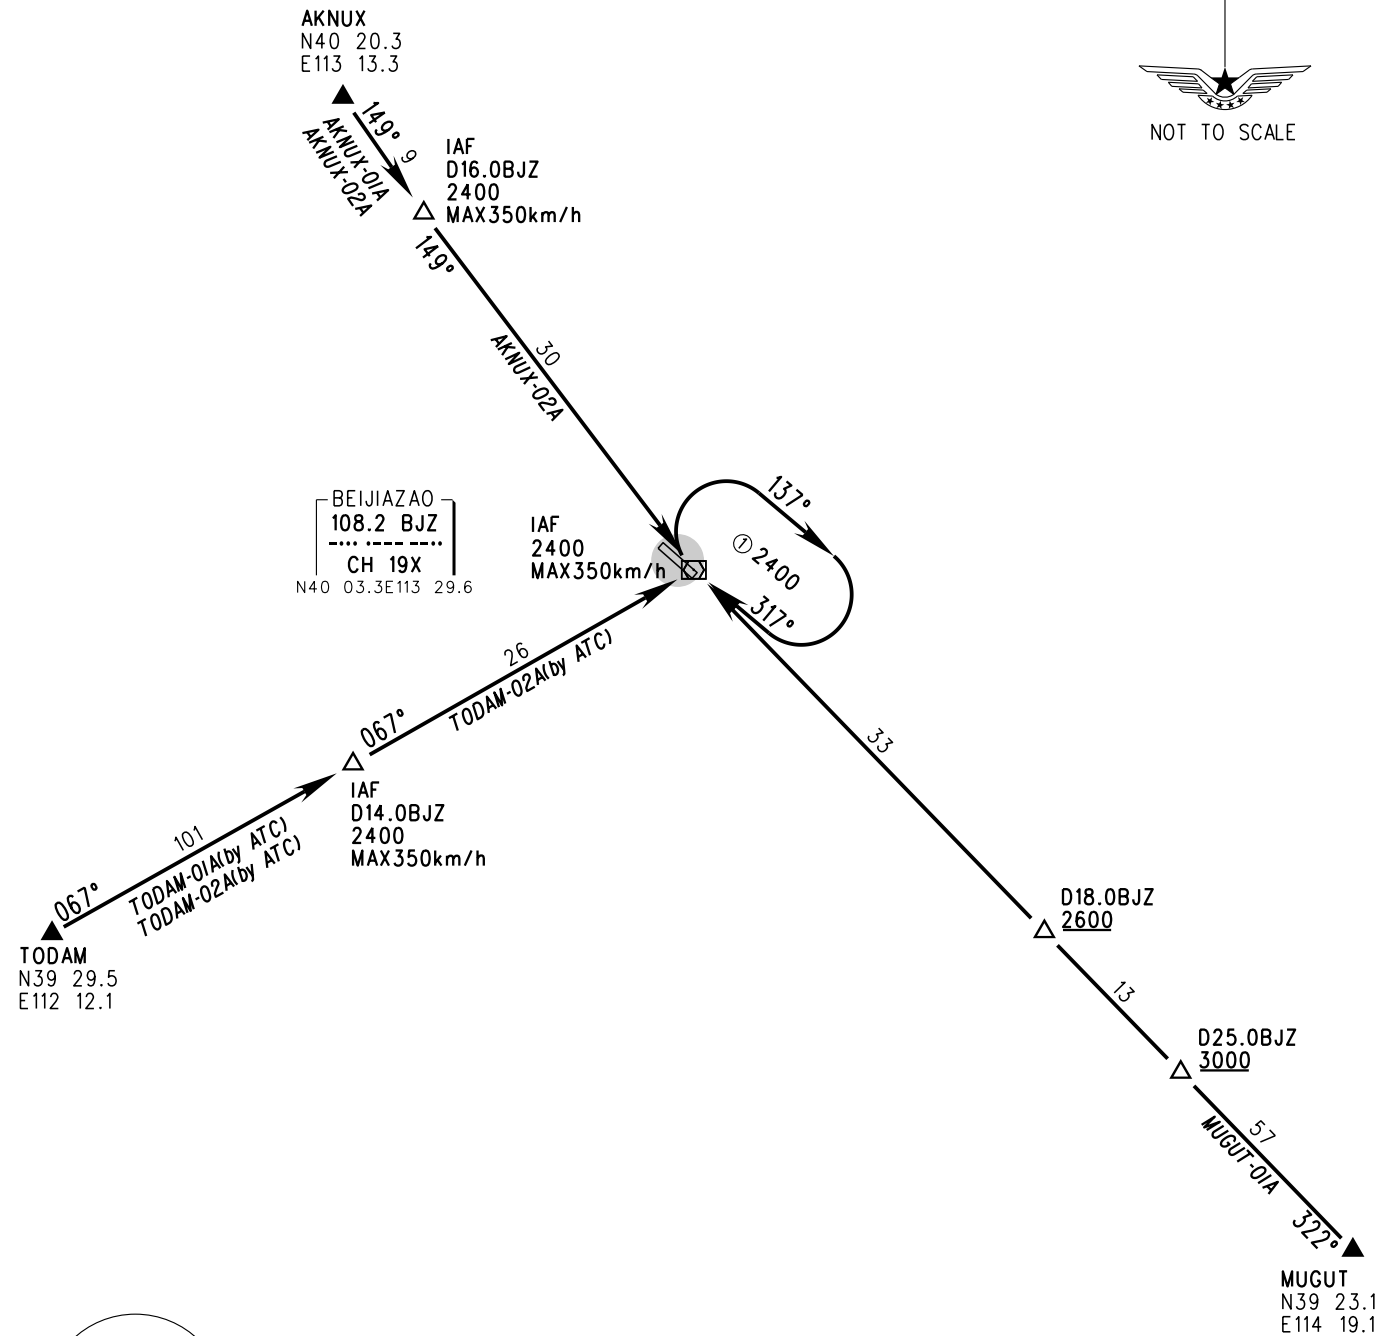 AKNUX
N40 20.3
E113 13.3
149° 9
AKNUX-01A
AKNUX-02A
IAF
D16.0BJZ
2400
MAX350km/h
NOT TO SCALE
149°
30
AKNUX-02A
BEIJIAZAO
108.2 BJZ
CH 19X
N40 03.3E113 29.6
IAF
2400
MAX350km/h
137°
① 2400
317°
26
TODAM-02A(by ATC)
067°
33
IAF
D14.0BJZ
2400
MAX350km/h
101
TODAM-01A(by ATC)
TODAM-02A(by ATC)
067°
TODAM
N39 29.5
E112 12.1
D18.0BJZ
2600
13
D25.0BJZ
3000
57
MUGUT-01A
322°
MUGUT
N39 23.1
E114 19.1